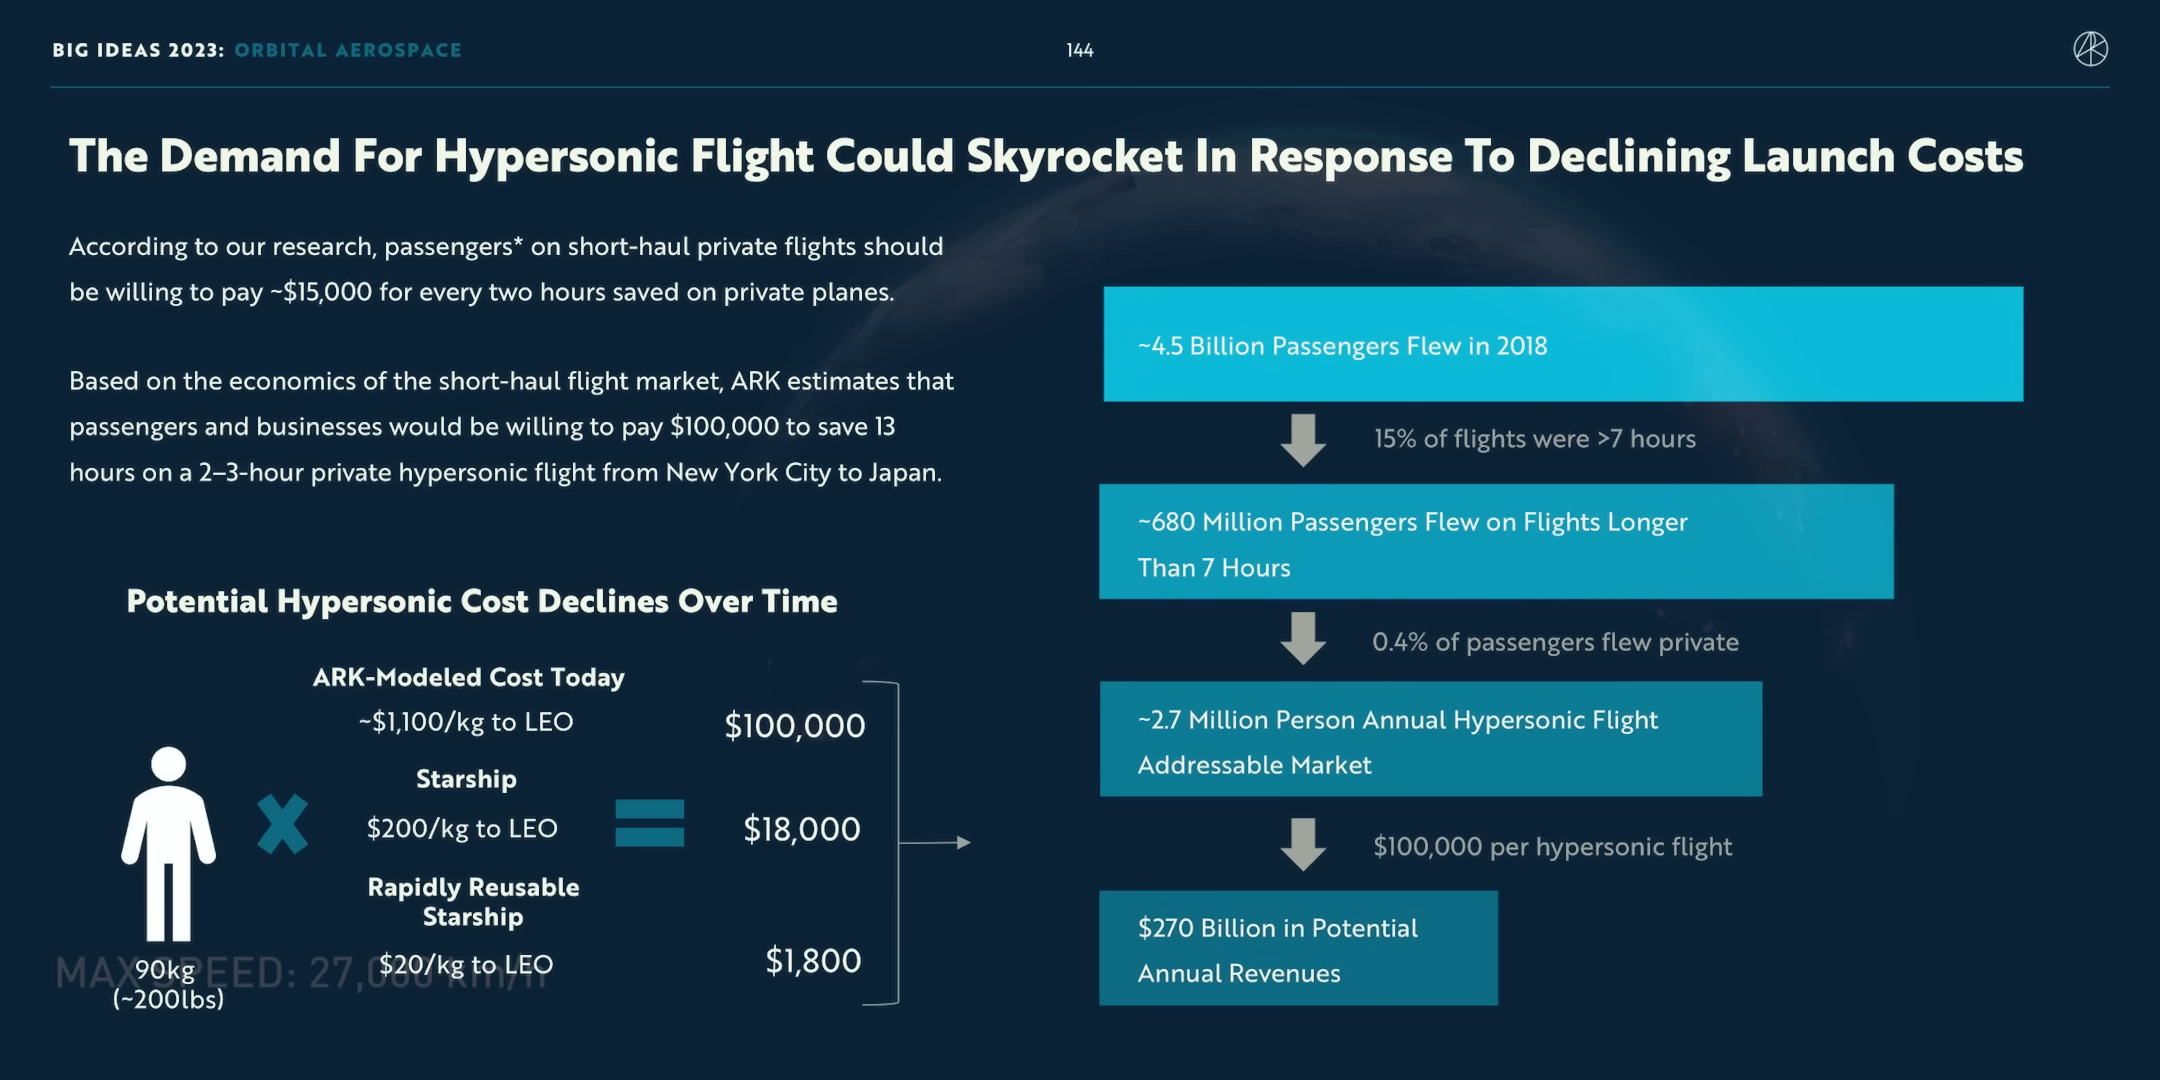 BIG IDEAS 2023: ORBITAL AEROSPACE
144
The Demand For Hypersonic Flight Could Skyrocket In Response To Declining Launch Costs
According to our research, passengers* on short-haul private flights should
be willing to pay ~$15,000 for every two hours saved on private planes.
Based on the economics of the short-haul flight market, ARK estimates that
passengers and businesses would be willing to pay $100,000 to save 13
hours on a 2–3-hour private hypersonic flight from New York City to Japan.
Potential Hypersonic Cost Declines Over Time
ARK-Modeled Cost Today
~$1,100/kg to LEO
$100,000
Starship
$200/kg to LEO
$18,000
Rapidly Reusable
Starship
$20/kg to LEO
$1,800
90kg
(~200lbs)
MAX SPEED: 27,000 km/h
~4.5 Billion Passengers Flew in 2018
15% of flights were >7 hours
~680 Million Passengers Flew on Flights Longer
Than 7 Hours
0.4% of passengers flew private
~2.7 Million Person Annual Hypersonic Flight
Addressable Market
$100,000 per hypersonic flight
$270 Billion in Potential
Annual Revenues